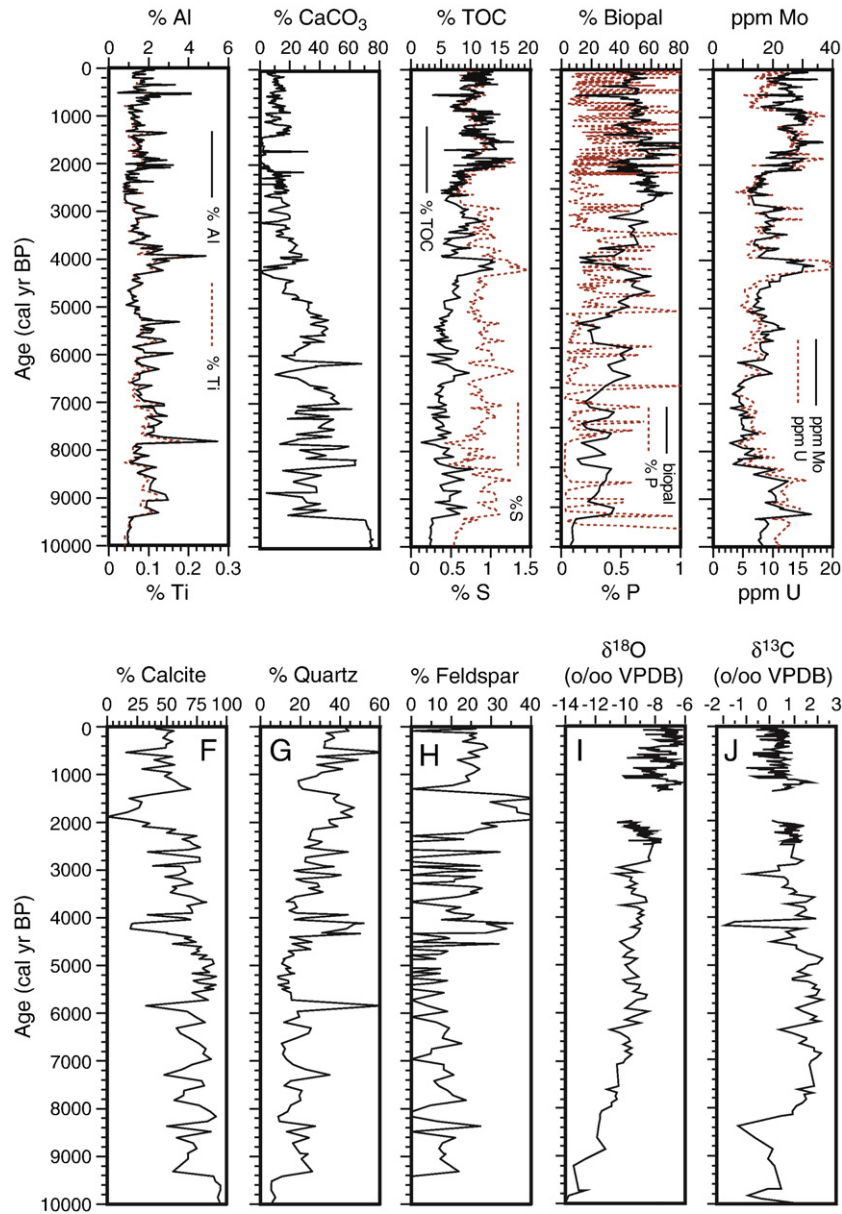 % Al % CaCO3 % TOC % Biopal ppm Mo
0 2 4 6 0 20 40 60 80 0 5 10 15 20 0 20 40 60 80 0 10 20 30 40
0
1000
2000
3000
4000
5000
6000
7000
8000
9000
10000
Age (cal yr BP)
% Al
% Ti
% TOC
%S
biopal
% P
ppm Mo
ppm U
0 0.1 0.2 0.3 0 0.5 1.0 1.5 0 0.5 1 0 5 10 15 20
% Ti % S % P ppm U
% Calcite % Quartz % Feldspar δ18O δ13C
(o/oo VPDB) (o/oo VPDB)
0 25 50 75 100 0 20 40 60 0 10 20 30 40 -14 -12 -10 -8 -6 -2 -1 0 1 2 3
F G H I J
0
1000
2000
3000
4000
5000
6000
7000
8000
9000
10000
Age (cal yr BP)